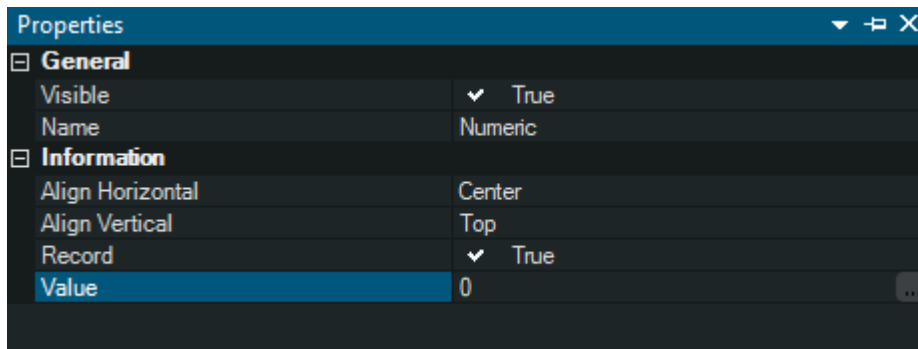 Properties
General
Visible True
Name Numeric
Information
Align Horizontal Center
Align Vertical Top
Record True
Value 0 ..